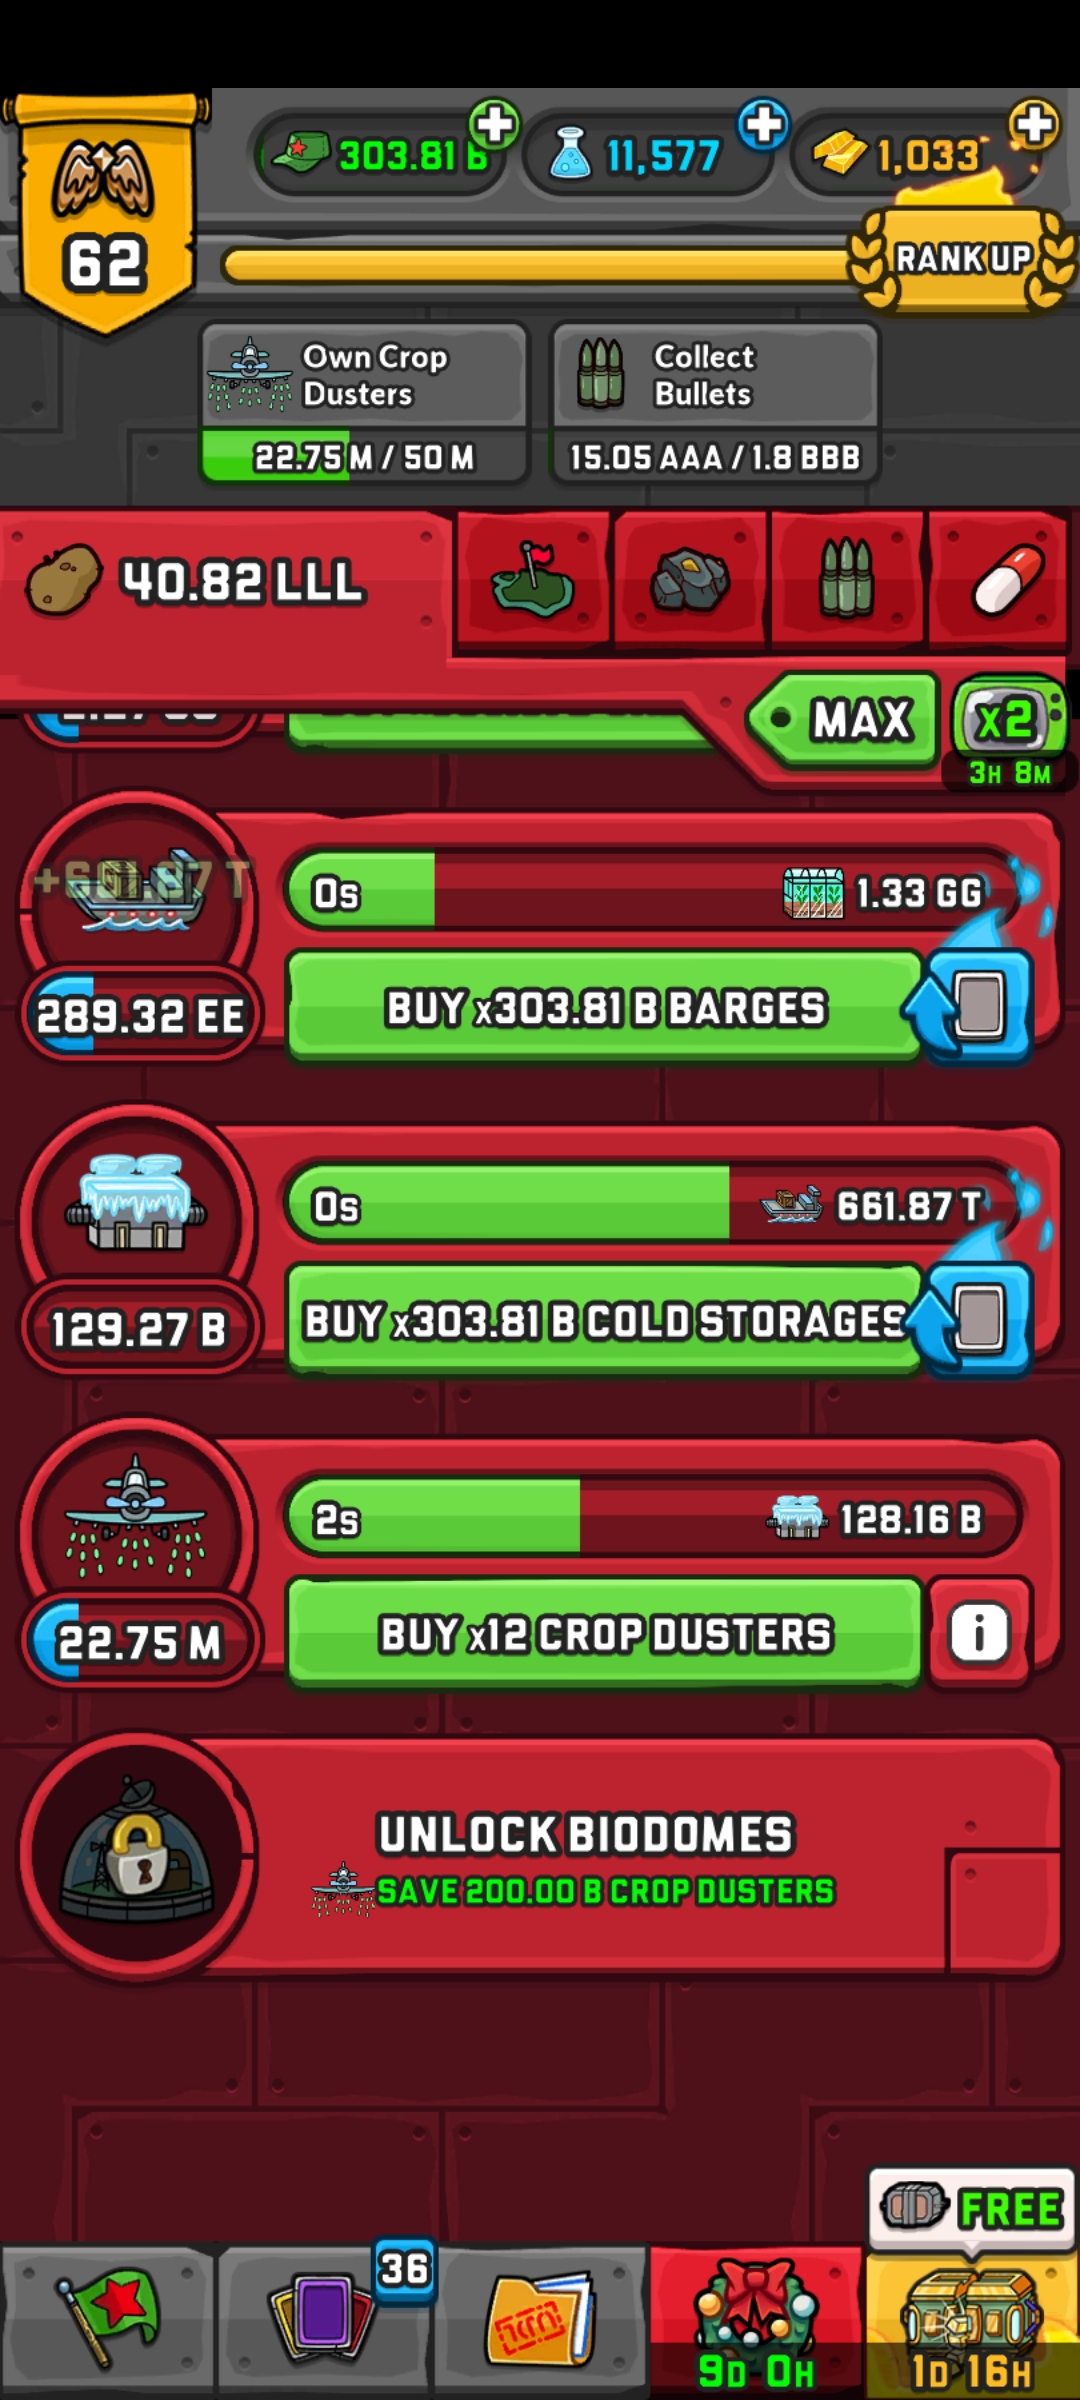 62
303.81 B
11,577
1,033
RANK UP
Own Crop
Dusters
22.75 M / 50 M
Collect
Bullets
15.05 AAA / 1.8 BBB
40.82 LLL
MAX
x2
3H 8M
0s
1.33 GG
289.32 EE
BUY x303.81 B BARGES
0s
661.87 T
129.27 B
BUY x303.81 B COLD STORAGES
2s
128.16 B
22.75 M
BUY x12 CROP DUSTERS
i
UNLOCK BIODOMES
SAVE 200.00 B CROP DUSTERS
FREE
36
9D 0H
1D 16H